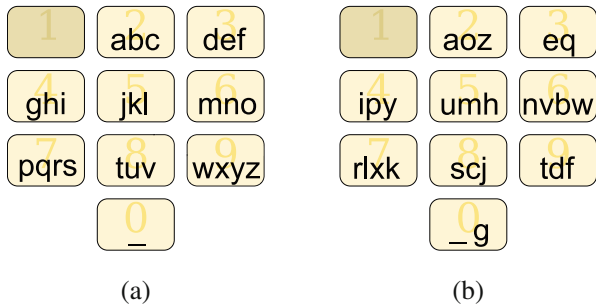 1 2 abc 3 def 1 2 aoz 3 eq
4 ghi 5 jkl 6 mno 4 ipy 5 umh 6 nvbw
7 pqrs 8 tuv 9 wxyz 7 rlxk 8 scj 9 tdf
0 _ 0 _ g
(a) (b)